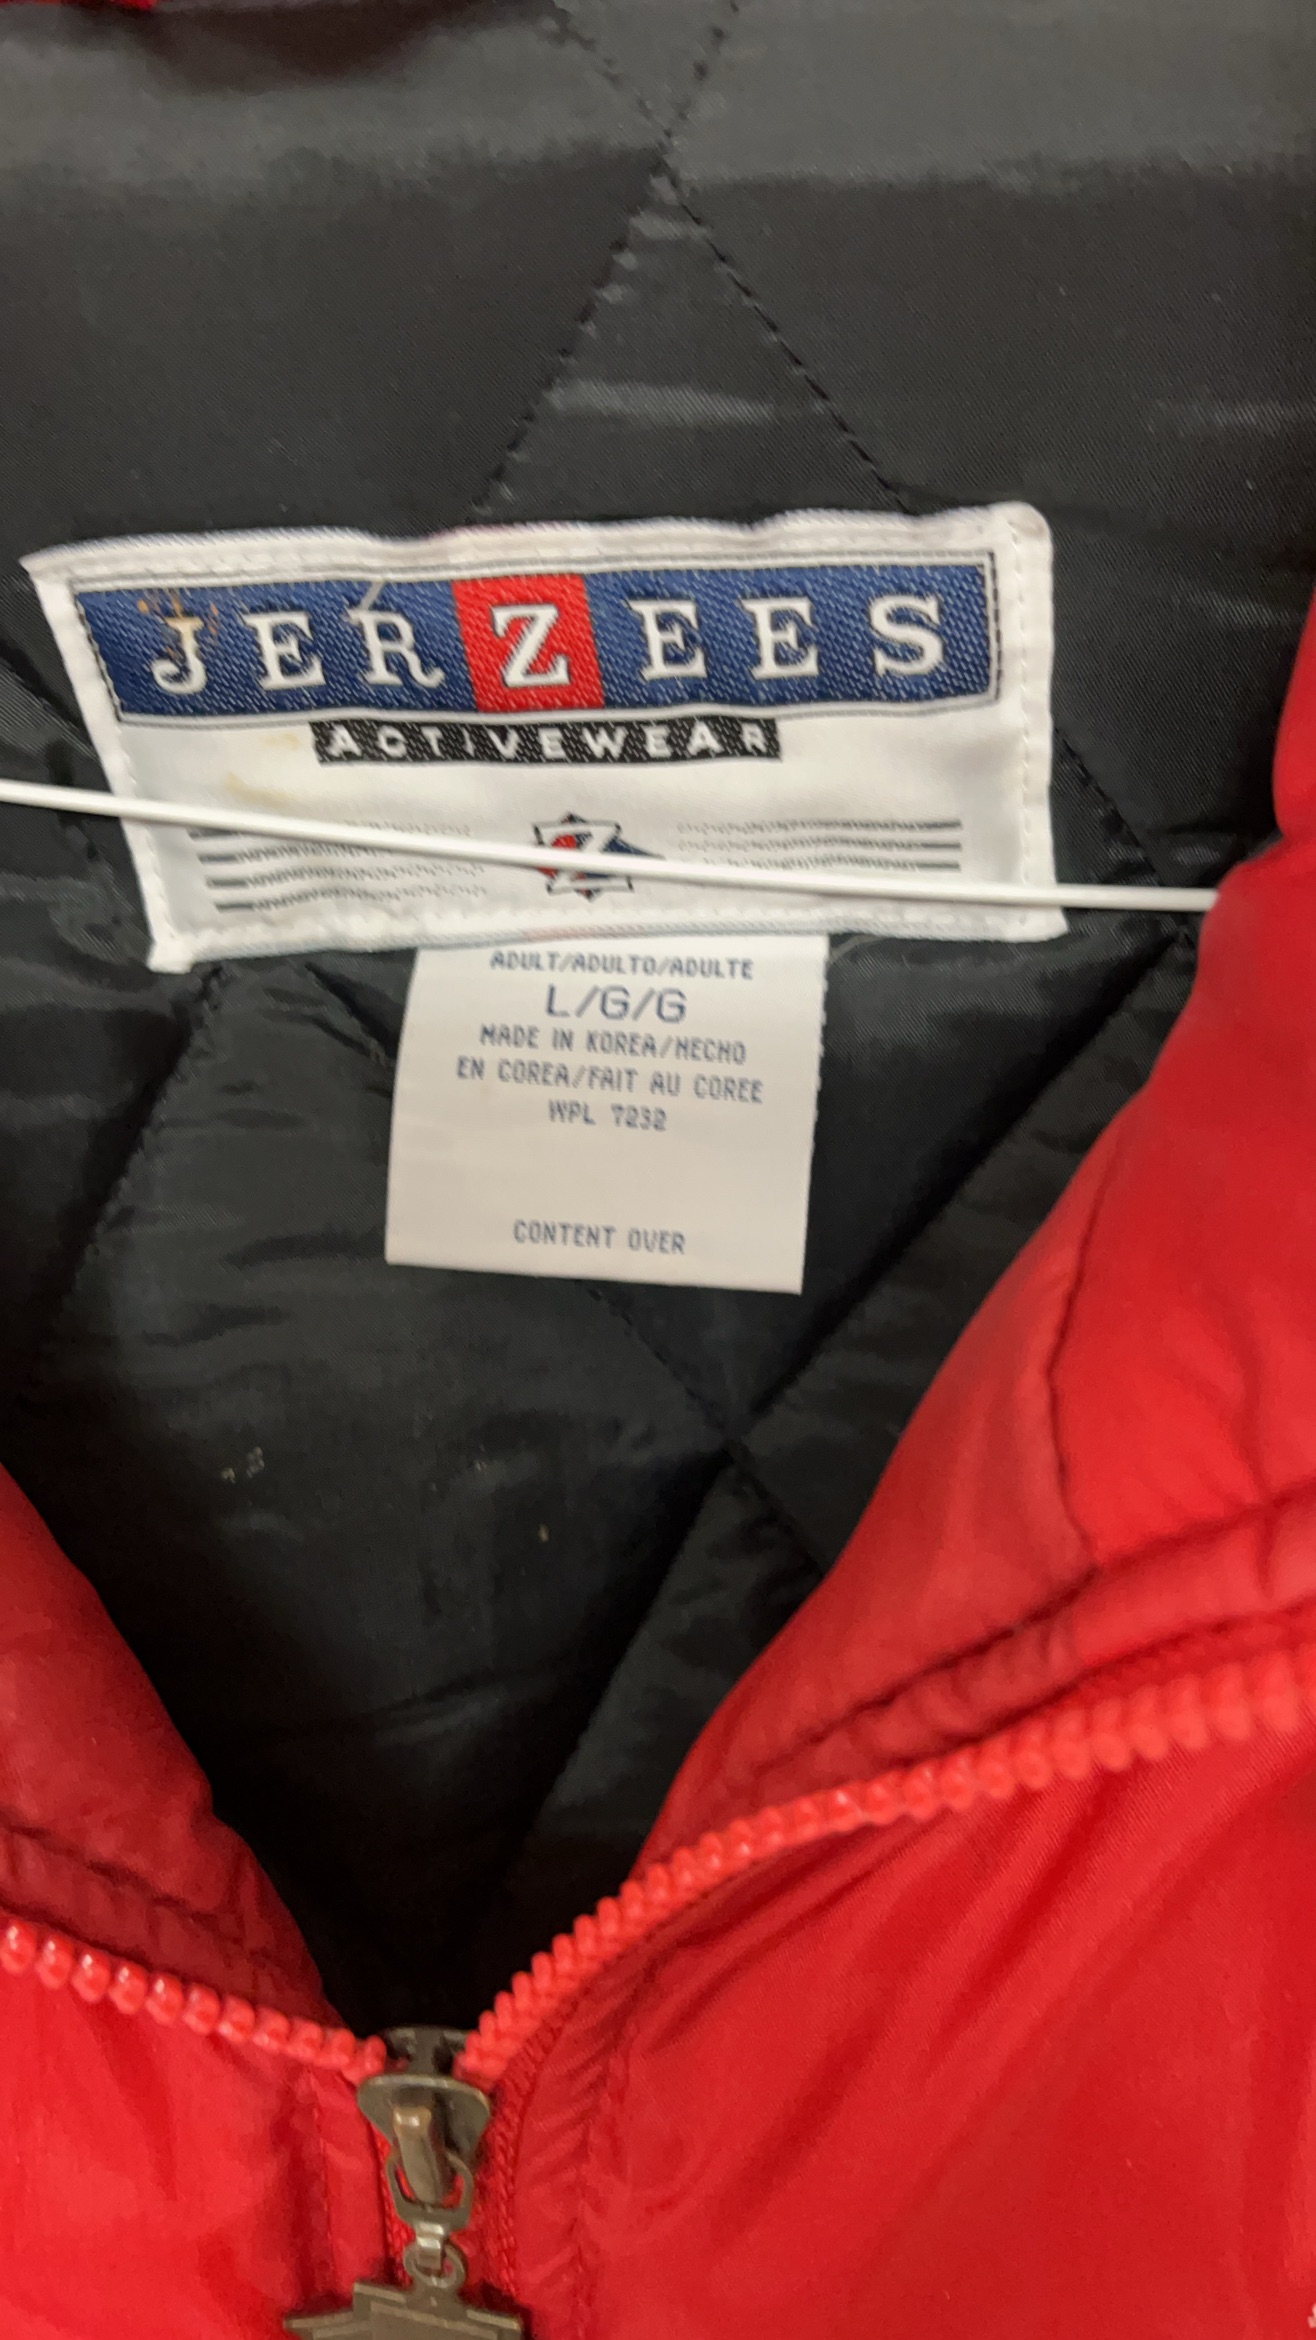 JERZEES
ACTIVEWEAR
Z
ADULT/ADULTO/ADULTE
L/G/G
MADE IN KOREA/HECHO
EN COREA/FAIT AU COREE
WPL 7232
CONTENT OVER